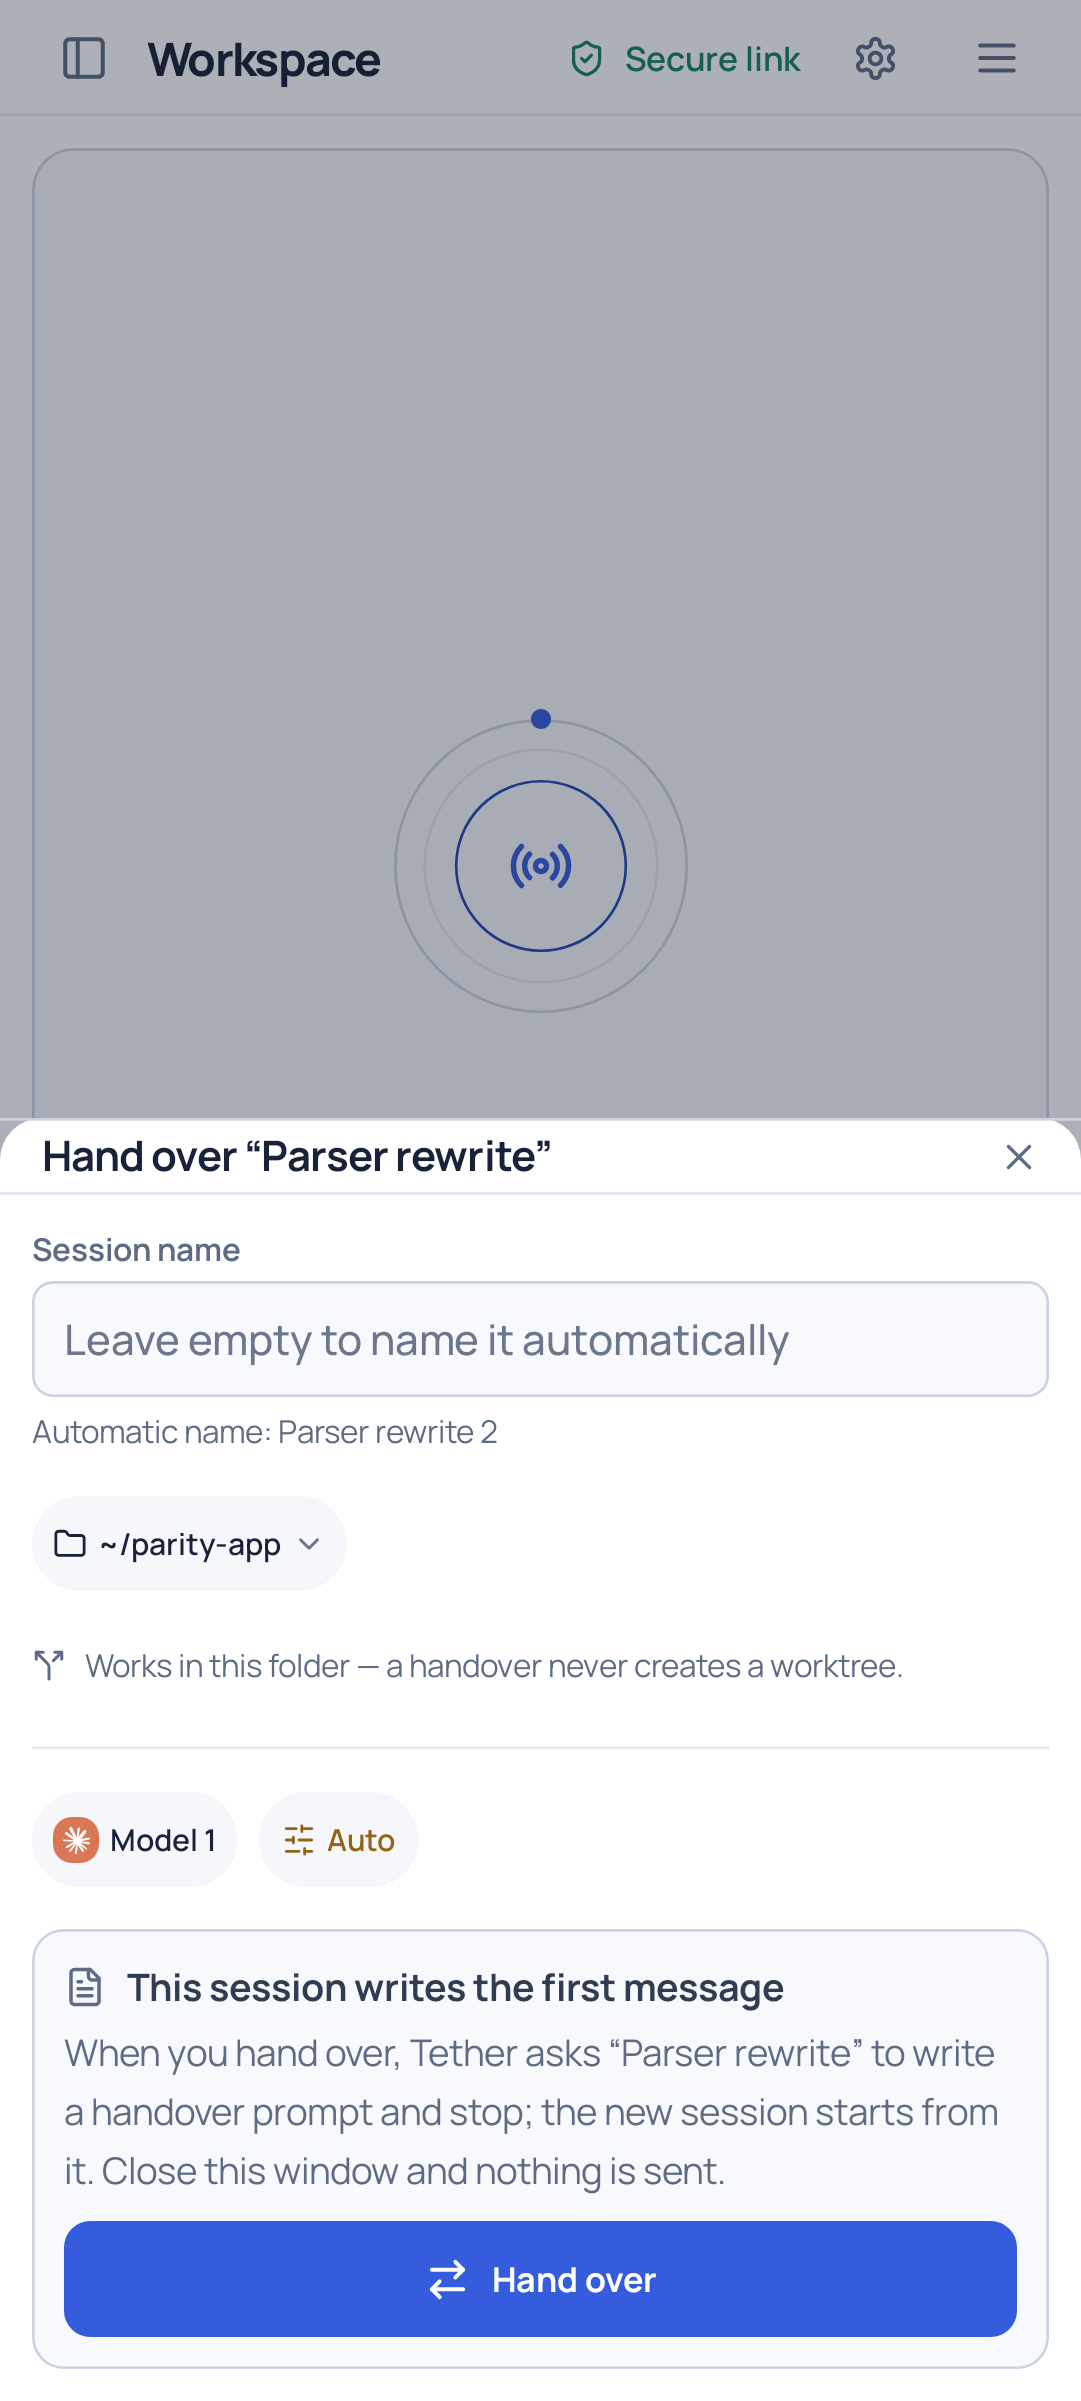 Workspace
Secure link
Hand over “Parser rewrite”
Session name
Leave empty to name it automatically
Automatic name: Parser rewrite 2
~/parity-app
Works in this folder — a handover never creates a worktree.
Model 1
Auto
This session writes the first message
When you hand over, Tether asks “Parser rewrite” to write
a handover prompt and stop; the new session starts from
it. Close this window and nothing is sent.
Hand over